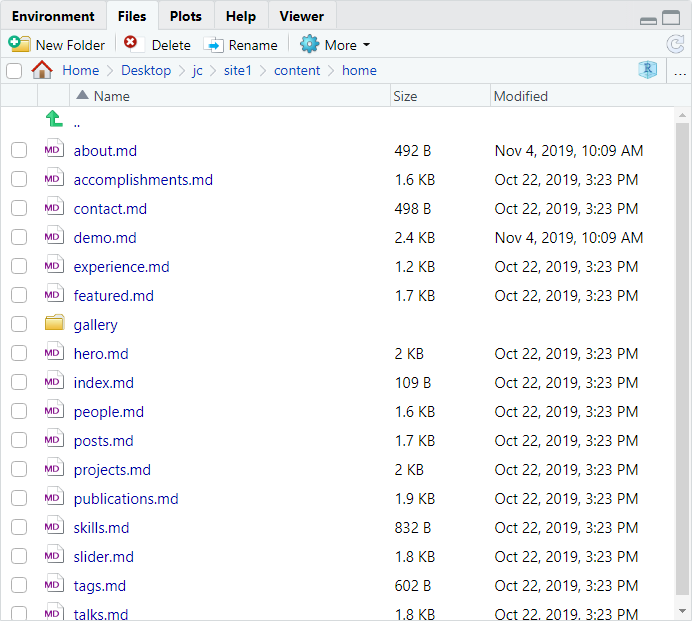 Environment Files Plots Help Viewer
New Folder Delete Rename More
Home Desktop jc site1 content home R ...
Name Size Modified
..
MD about.md 492 B Nov 4, 2019, 10:09 AM
MD accomplishments.md 1.6 KB Oct 22, 2019, 3:23 PM
MD contact.md 498 B Oct 22, 2019, 3:23 PM
MD demo.md 2.4 KB Nov 4, 2019, 10:09 AM
MD experience.md 1.2 KB Oct 22, 2019, 3:23 PM
MD featured.md 1.7 KB Oct 22, 2019, 3:23 PM
gallery
MD hero.md 2 KB Oct 22, 2019, 3:23 PM
MD index.md 109 B Oct 22, 2019, 3:23 PM
MD people.md 1.6 KB Oct 22, 2019, 3:23 PM
MD posts.md 1.7 KB Oct 22, 2019, 3:23 PM
MD projects.md 2 KB Oct 22, 2019, 3:23 PM
MD publications.md 1.9 KB Oct 22, 2019, 3:23 PM
MD skills.md 832 B Oct 22, 2019, 3:23 PM
MD slider.md 1.8 KB Oct 22, 2019, 3:23 PM
MD tags.md 602 B Oct 22, 2019, 3:23 PM
MD talks.md 1.8 KB Oct 22, 2019, 3:23 PM